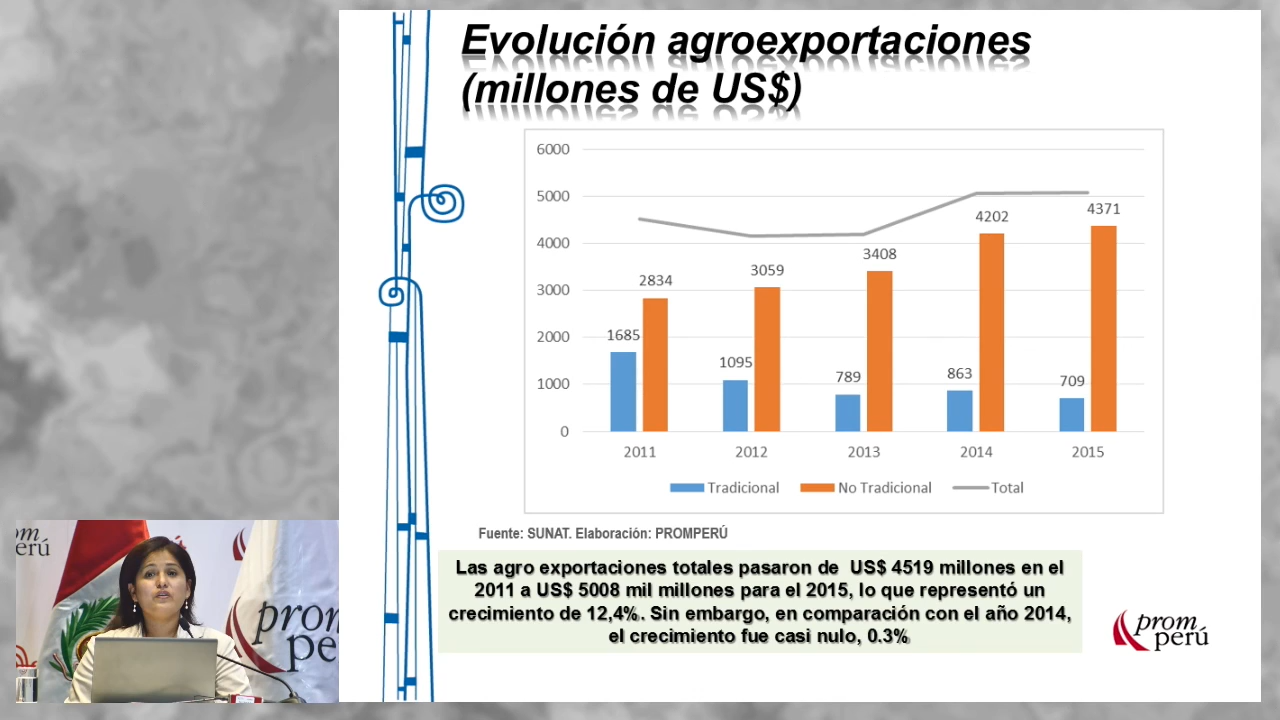 Evolución agroexportaciones
(millones de US$)
6000
5000
4000
3000
2000
1000
0
1685
2834
1095
3059
789
3408
863
4202
709
4371
2011
2012
2013
2014
2015
Tradicional
No Tradicional
Total
Fuente: SUNAT. Elaboración: PROMPERÚ
Las agro exportaciones totales pasaron de US$ 4519 millones en el
2011 a US$ 5008 mil millones para el 2015, lo que representó un
crecimiento de 12,4%. Sin embargo, en comparación con el año 2014,
el crecimiento fue casi nulo, 0.3%
prom
perú
om
erú
prom
pe